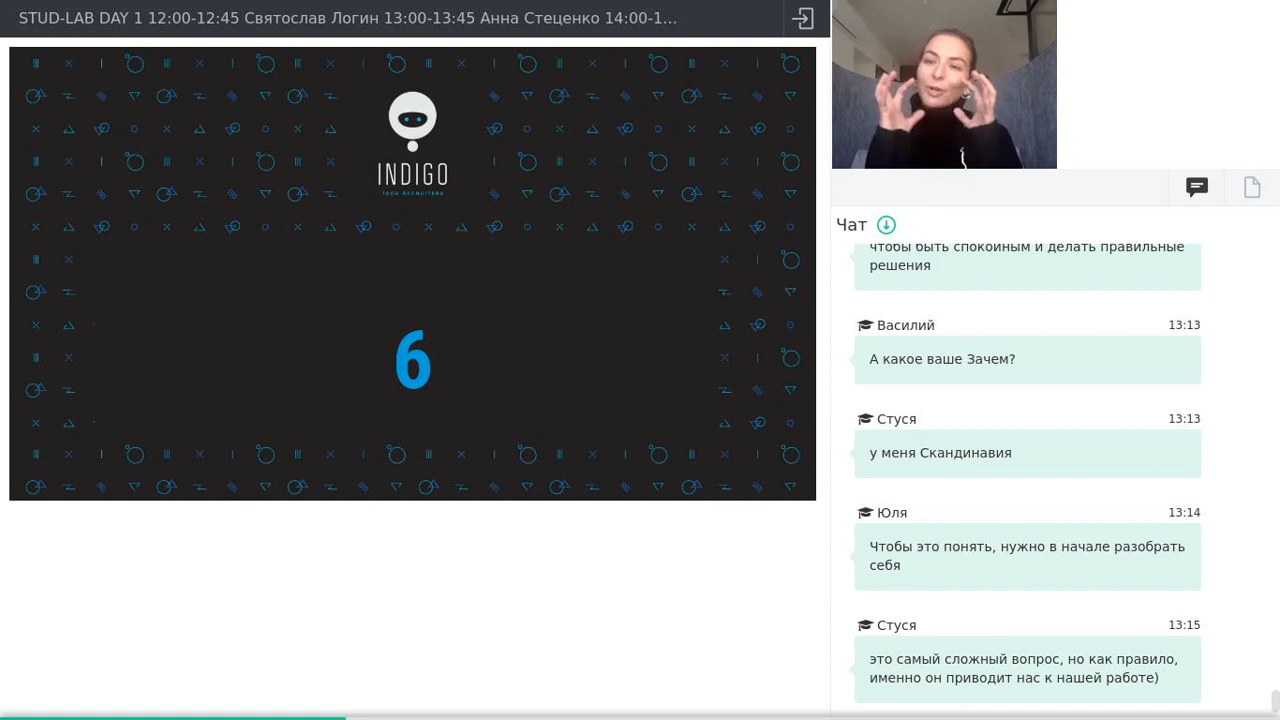 STUD-LAB DAY 1 12:00-12:45 Святослав Логин 13:00-13:45 Анна Стеценко 14:00-1...
INDIGO
TECH RECRUITERS
6
Чат
чтобы быть спокойным и делать правильные
решения
Василий 13:13
А какое ваше Зачем?
Стуся 13:13
у меня Скандинавия
Юля 13:14
Чтобы это понять, нужно в начале разобрать
себя
Стуся 13:15
это самый сложный вопрос, но как правило,
именно он приводит нас к нашей работе)